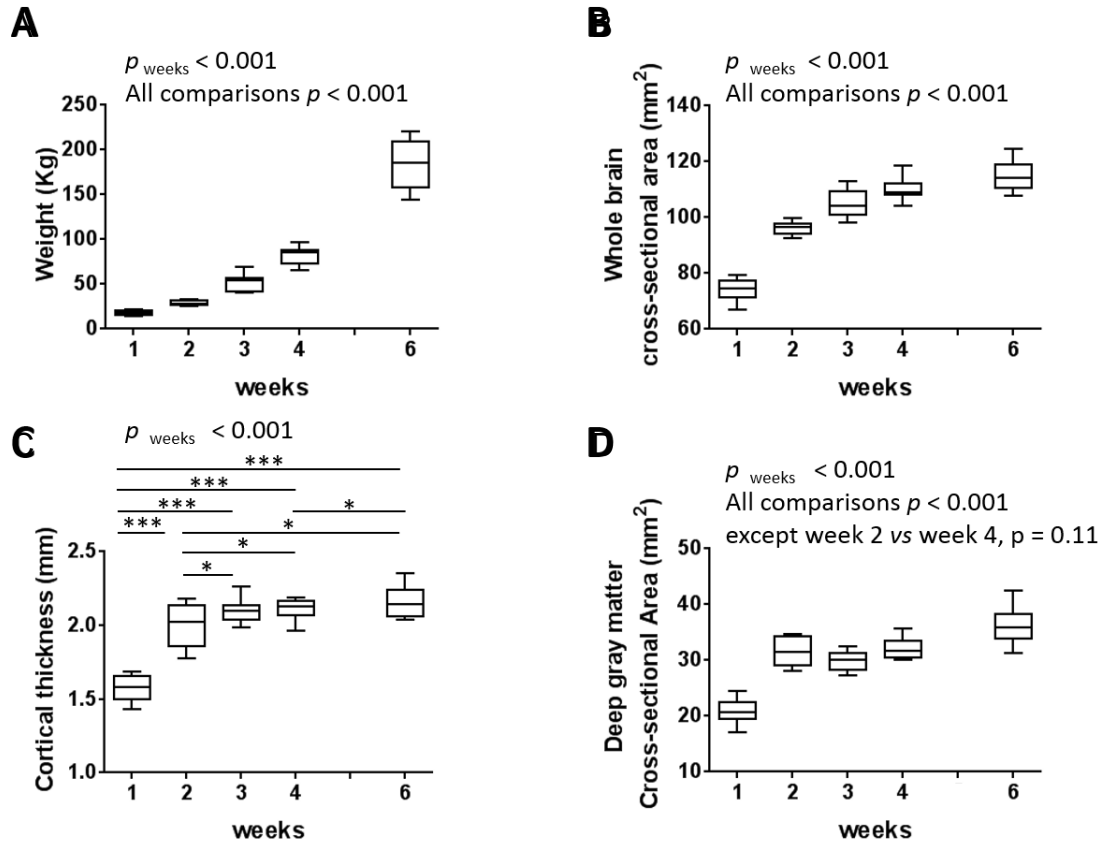 A
p weeks < 0.001
All comparisons p < 0.001
Weight (Kg)
250
200
150
100
50
0
1 2 3 4 6
weeks
B
p weeks < 0.001
All comparisons p < 0.001
Whole brain
cross-sectional area (mm²)
140
120
100
80
60
1 2 3 4 6
weeks
C
p weeks < 0.001
***
***
*** *
*** *
*
*
Cortical thickness (mm)
2.5
2.0
1.5
1.0
1 2 3 4 6
weeks
D
p weeks < 0.001
All comparisons p < 0.001
except week 2 vs week 4, p = 0.11
Deep gray matter
Cross-sectional Area (mm²)
50
40
30
20
10
1 2 3 4 6
weeks